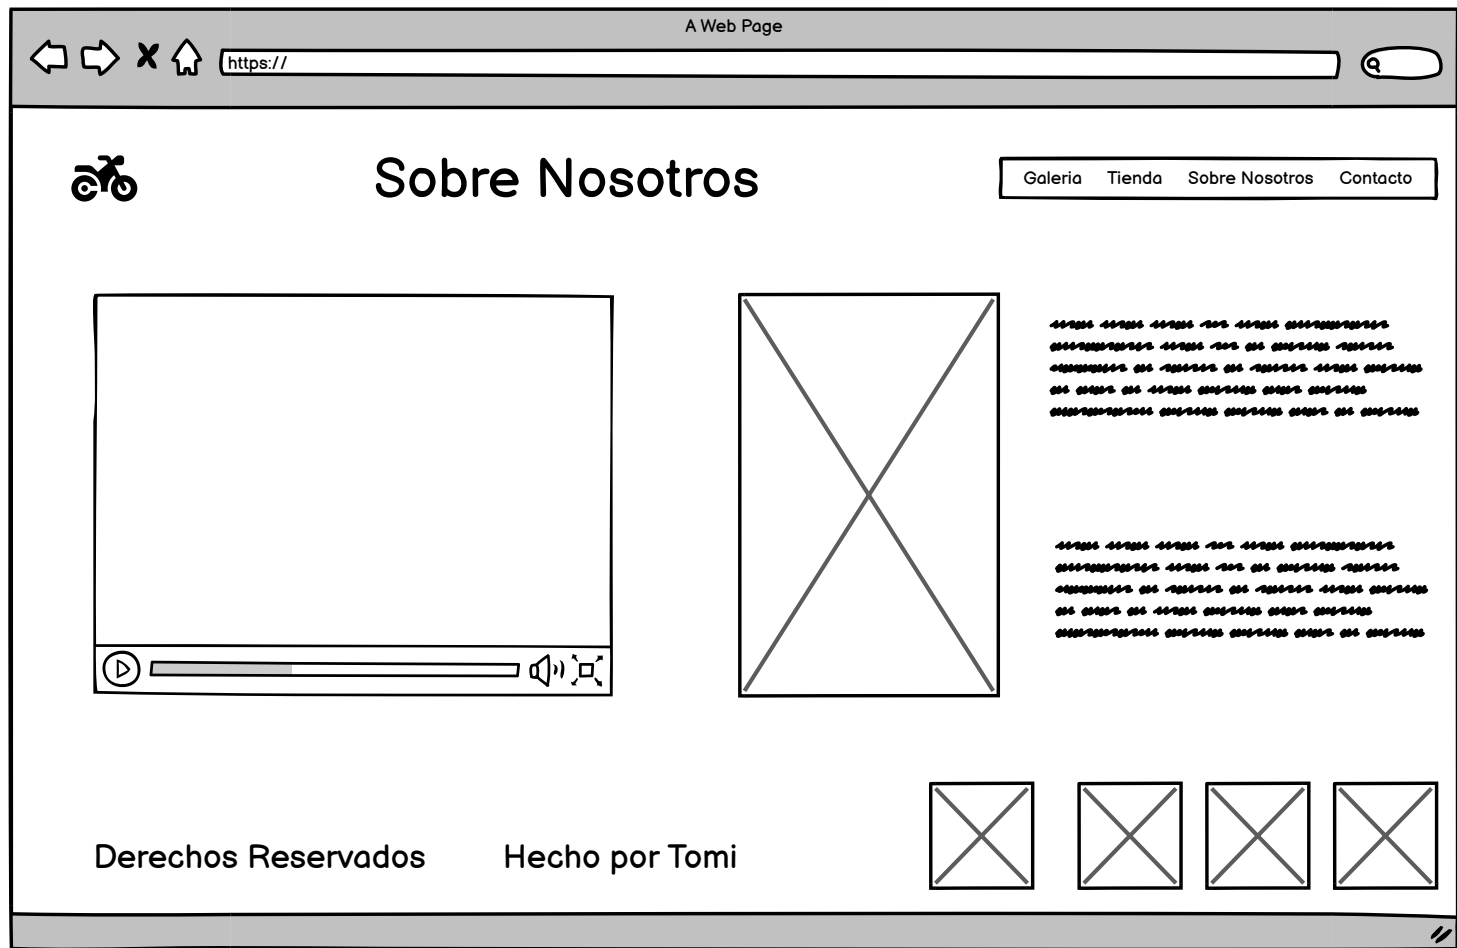 A Web Page
https://
Sobre Nosotros
Galeria Tienda Sobre Nosotros Contacto
Derechos Reservados Hecho por Tomi